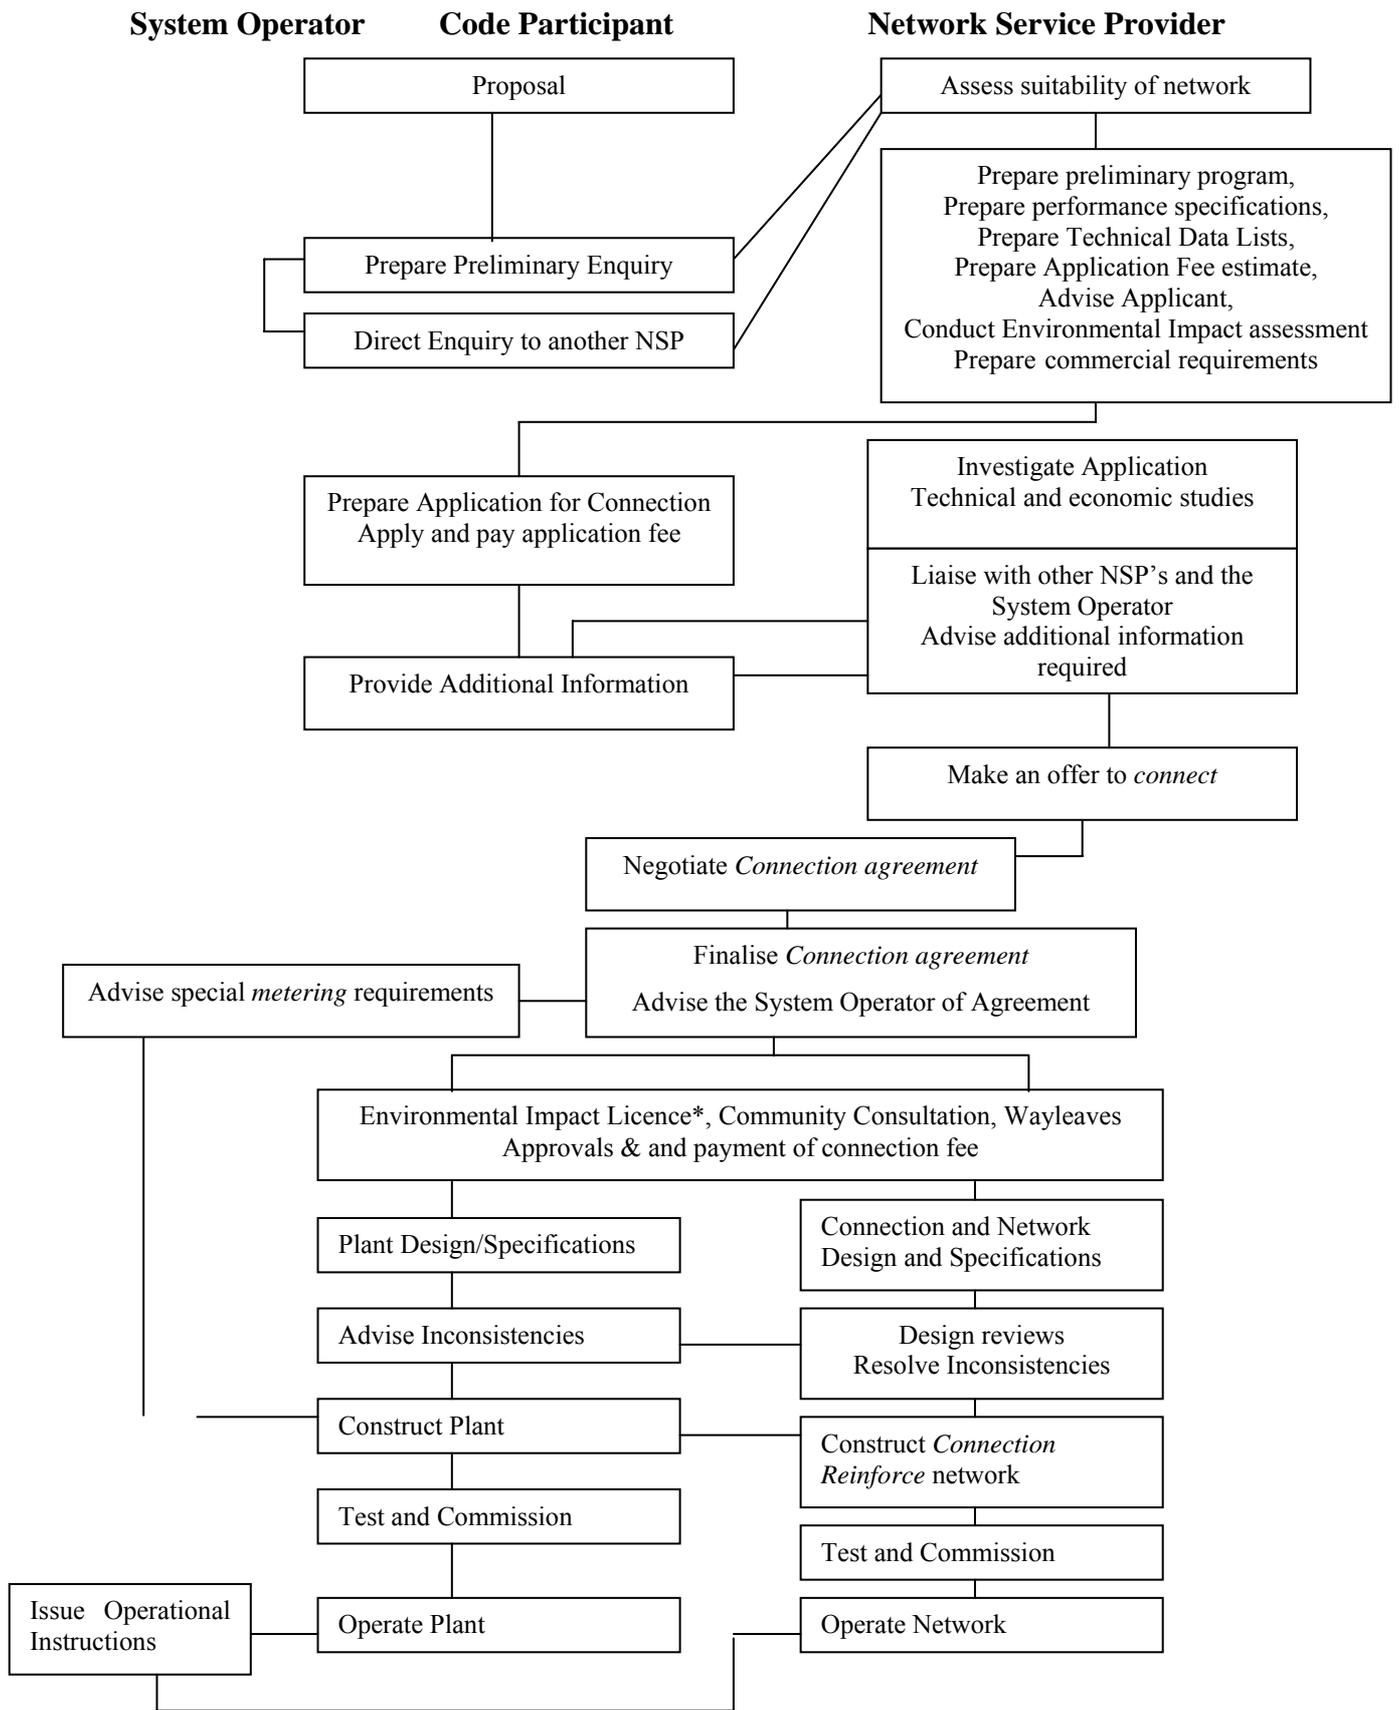 System Operator Code Participant Network Service Provider
Proposal
Assess suitability of network
Prepare preliminary program,
Prepare performance specifications,
Prepare Technical Data Lists,
Prepare Application Fee estimate,
Advise Applicant,
Conduct Environmental Impact assessment
Prepare commercial requirements
Prepare Preliminary Enquiry
Direct Enquiry to another NSP
Prepare Application for Connection
Apply and pay application fee
Investigate Application
Technical and economic studies
Liaise with other NSP's and the
System Operator
Advise additional information
required
Provide Additional Information
Make an offer to connect
Negotiate Connection agreement
Finalise Connection agreement
Advise the System Operator of Agreement
Advise special metering requirements
Environmental Impact Licence*, Community Consultation, Wayleaves
Approvals & and payment of connection fee
Plant Design/Specifications
Connection and Network
Design and Specifications
Advise Inconsistencies
Design reviews
Resolve Inconsistencies
Construct Plant
Construct Connection
Reinforce network
Test and Commission
Test and Commission
Issue Operational
Instructions
Operate Plant
Operate Network